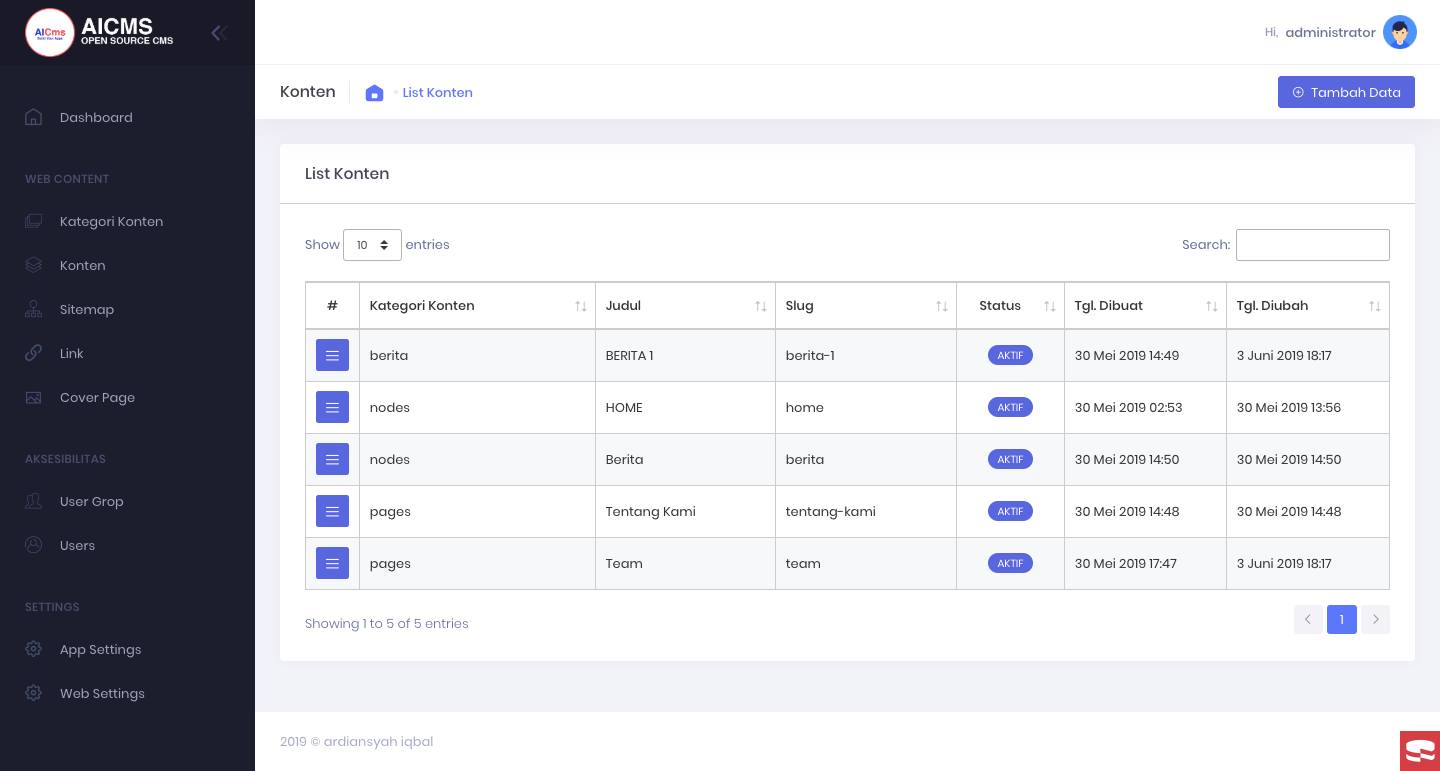 AICms
Build Your Apps
AICMS
OPEN SOURCE CMS
Hi, administrator
Konten
List Konten
Tambah Data
Dashboard
WEB CONTENT
Kategori Konten
Konten
Sitemap
Link
Cover Page
AKSESIBILITAS
User Grop
Users
SETTINGS
App Settings
Web Settings
List Konten
Show 10 entries
Search:
# Kategori Konten Judul Slug Status Tgl. Dibuat Tgl. Diubah
berita BERITA 1 berita-1 AKTIF 30 Mei 2019 14:49 3 Juni 2019 18:17
nodes HOME home AKTIF 30 Mei 2019 02:53 30 Mei 2019 13:56
nodes Berita berita AKTIF 30 Mei 2019 14:50 30 Mei 2019 14:50
pages Tentang Kami tentang-kami AKTIF 30 Mei 2019 14:48 30 Mei 2019 14:48
pages Team team AKTIF 30 Mei 2019 17:47 3 Juni 2019 18:17
Showing 1 to 5 of 5 entries
1
2019 © ardiansyah iqbal